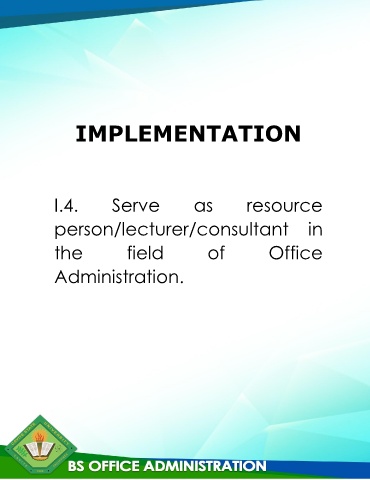 IMPLEMENTATION
I.4. Serve as resource
person/lecturer/consultant in
the field of Office
Administration.
BS OFFICE ADMINISTRATION